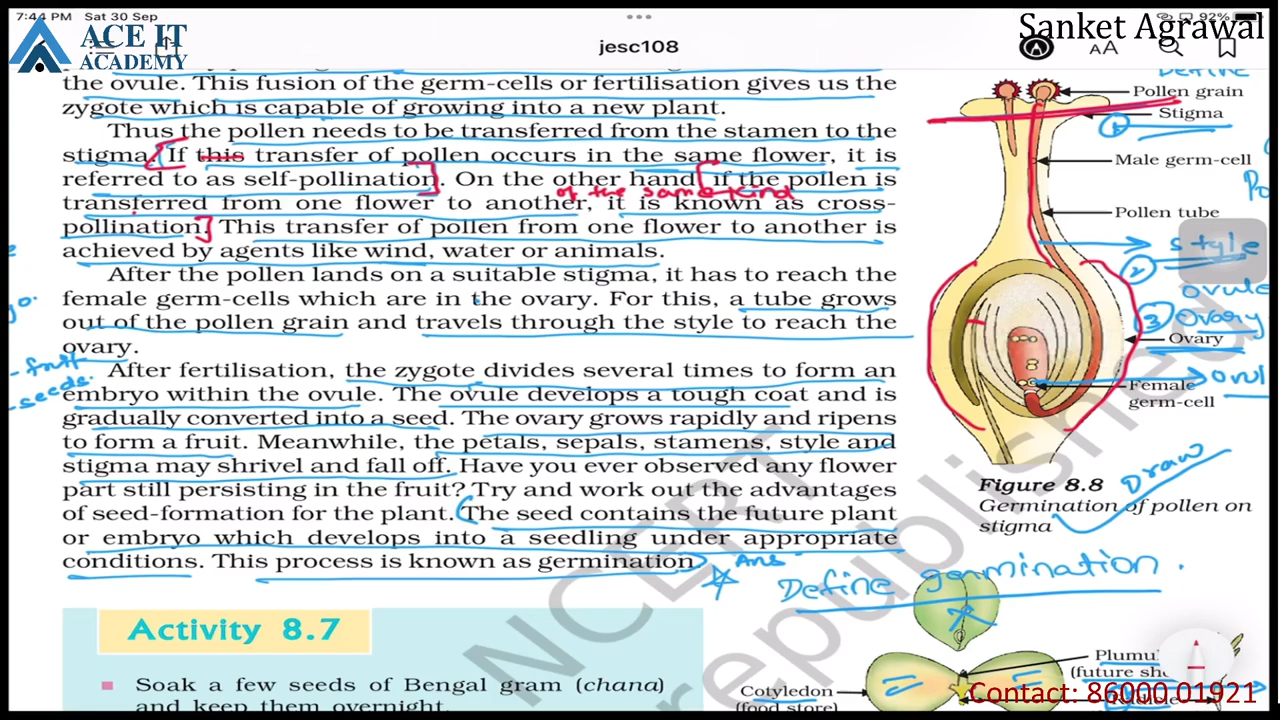 7:44 PM Sat 30 Sep
92%
ACE IT
ACADEMY
jesc108
Sanket Agrawal
AA
Define
the ovule. This fusion of the germ-cells or fertilisation gives us the
zygote which is capable of growing into a new plant.
Thus the pollen needs to be transferred from the stamen to the
stigma. If this transfer of pollen occurs in the same flower, it is
referred to as self-pollination. On the other hand, if the pollen is
of the same kind
transferred from one flower to another, it is known as cross-
pollination. This transfer of pollen from one flower to another is
achieved by agents like wind, water or animals.
After the pollen lands on a suitable stigma, it has to reach the
female germ-cells which are in the ovary. For this, a tube grows
out of the pollen grain and travels through the style to reach the
ovary.
After fertilisation, the zygote divides several times to form an
embryo within the ovule. The ovule develops a tough coat and is
gradually converted into a seed. The ovary grows rapidly and ripens
to form a fruit. Meanwhile, the petals, sepals, stamens, style and
stigma may shrivel and fall off. Have you ever observed any flower
part still persisting in the fruit? Try and work out the advantages
of seed-formation for the plant. The seed contains the future plant
or embryo which develops into a seedling under appropriate
conditions. This process is known as germination.
Ans
Define germination.
-fruit
-seeds.
Pollen grain
Stigma
1
Male germ-cell
Pollen tube
style
2
ovule
3 Ovary
Ovary
Female
germ-cell
Figure 8.8
Germination of pollen on
stigma
Draw
NCERT
republished
Activity 8.7
Soak a few seeds of Bengal gram (chana)
and keep them overnight.
Plumul
(future sho
Cotyledon
(food store)
Contact: 86000 01921